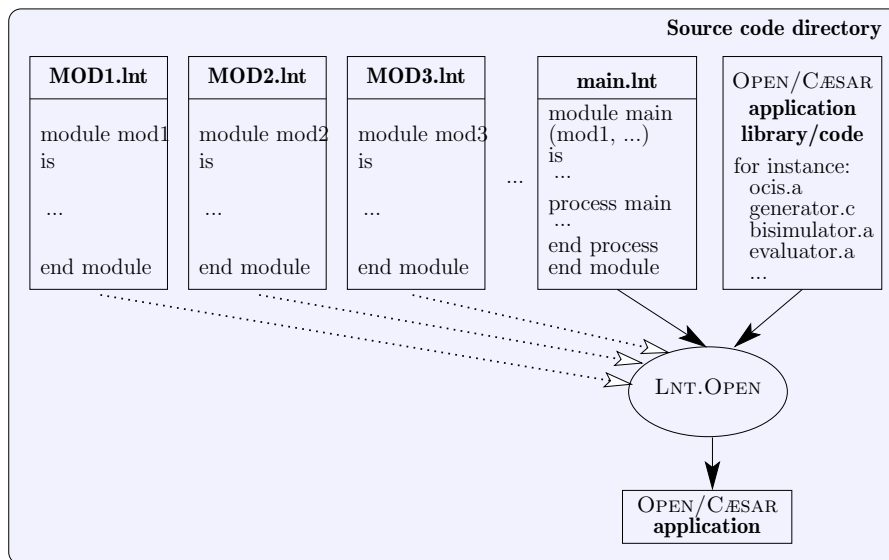 Source code directory
MOD1.lnt
module mod1
is
...
end module
MOD2.lnt
module mod2
is
...
end module
MOD3.lnt
module mod3
is
...
end module
...
main.lnt
module main
(mod1, ...)
is
...
process main
...
end process
end module
OPEN/CÆSAR
application
library/code
for instance:
ocis.a
generator.c
bisimulator.a
evaluator.a
...
LNT.OPEN
OPEN/CÆSAR
application